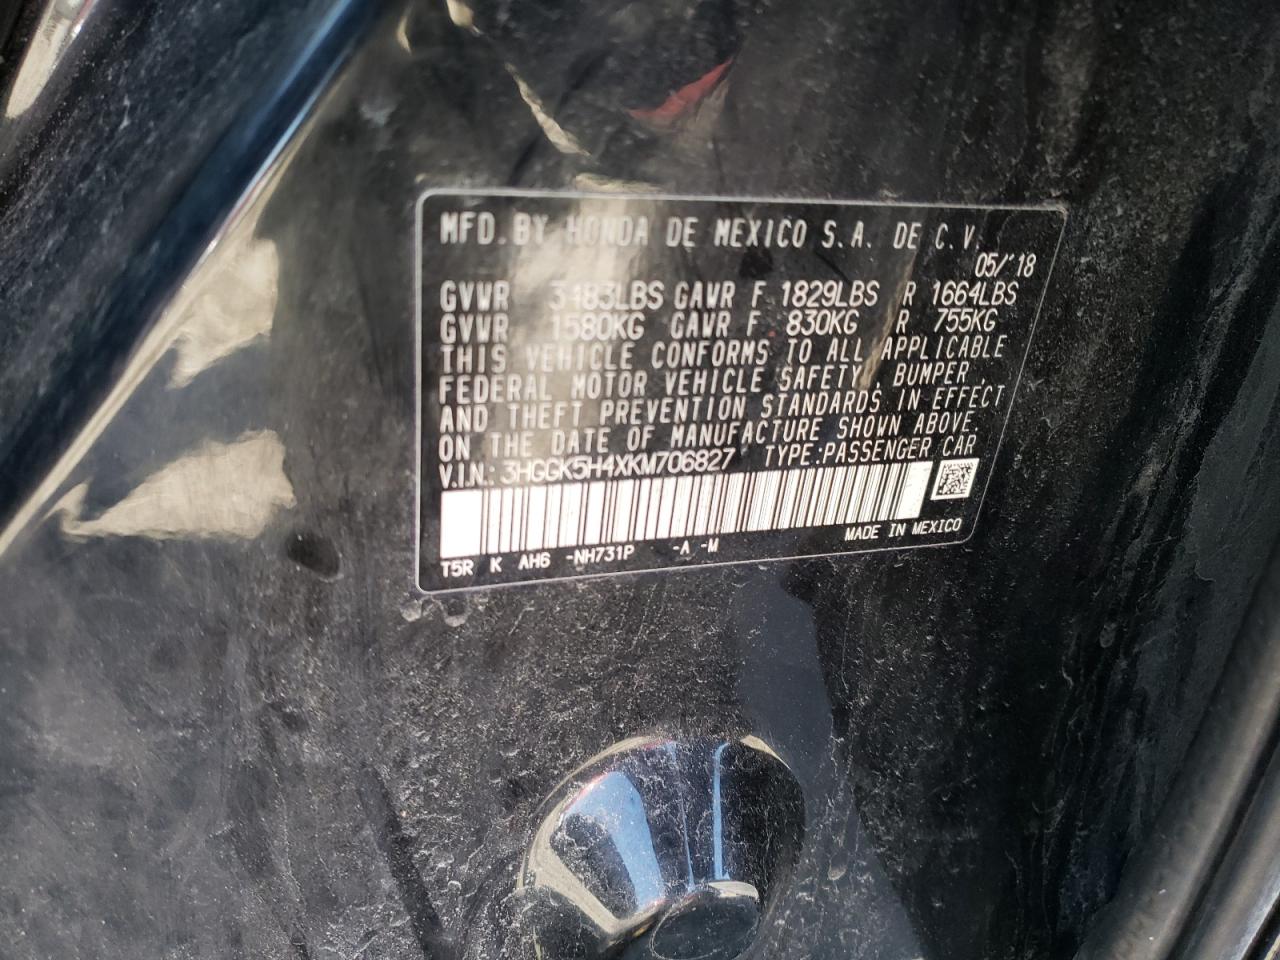 MFD. BY HONDA DE MEXICO S.A. DE C.V.
05/'18
GVWR 3483LBS GAWR F 1829LBS R 1664LBS
GVWR 1580KG GAWR F 830KG R 755KG
THIS VEHICLE CONFORMS TO ALL APPLICABLE
FEDERAL MOTOR VEHICLE SAFETY, BUMPER,
AND THEFT PREVENTION STANDARDS IN EFFECT
ON THE DATE OF MANUFACTURE SHOWN ABOVE.
V.I.N.: 3HGGK5H4XKM706827 TYPE:PASSENGER CAR
MADE IN MEXICO
T5R K AH6 -NH731P -A -M